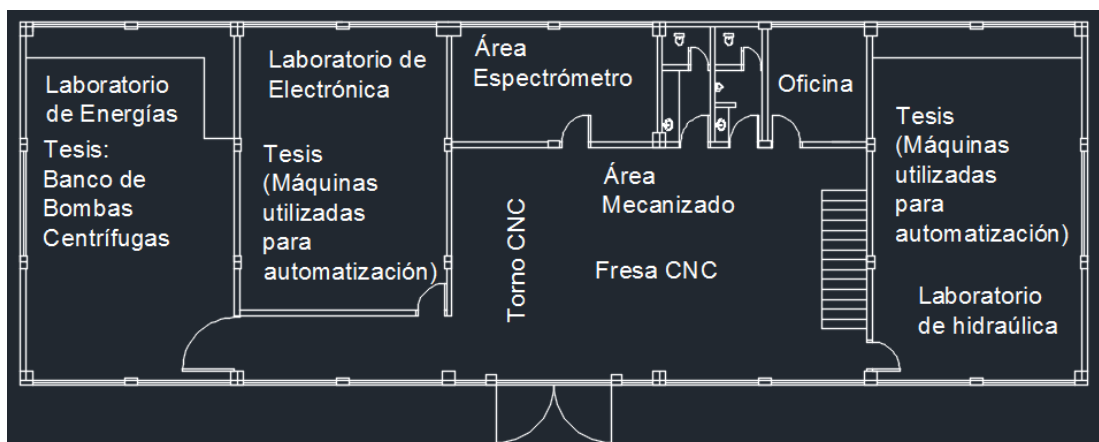 Laboratorio
de Energías
Tesis:
Banco de
Bombas
Centrífugas
Laboratorio de
Electrónica
Tesis
(Máquinas
utilizadas
para
automatización)
Área
Espectrómetro
Oficina
Área
Mecanizado
Torno CNC
Fresa CNC
Tesis
(Máquinas
utilizadas
para
automatización)
Laboratorio
de hidraúlica